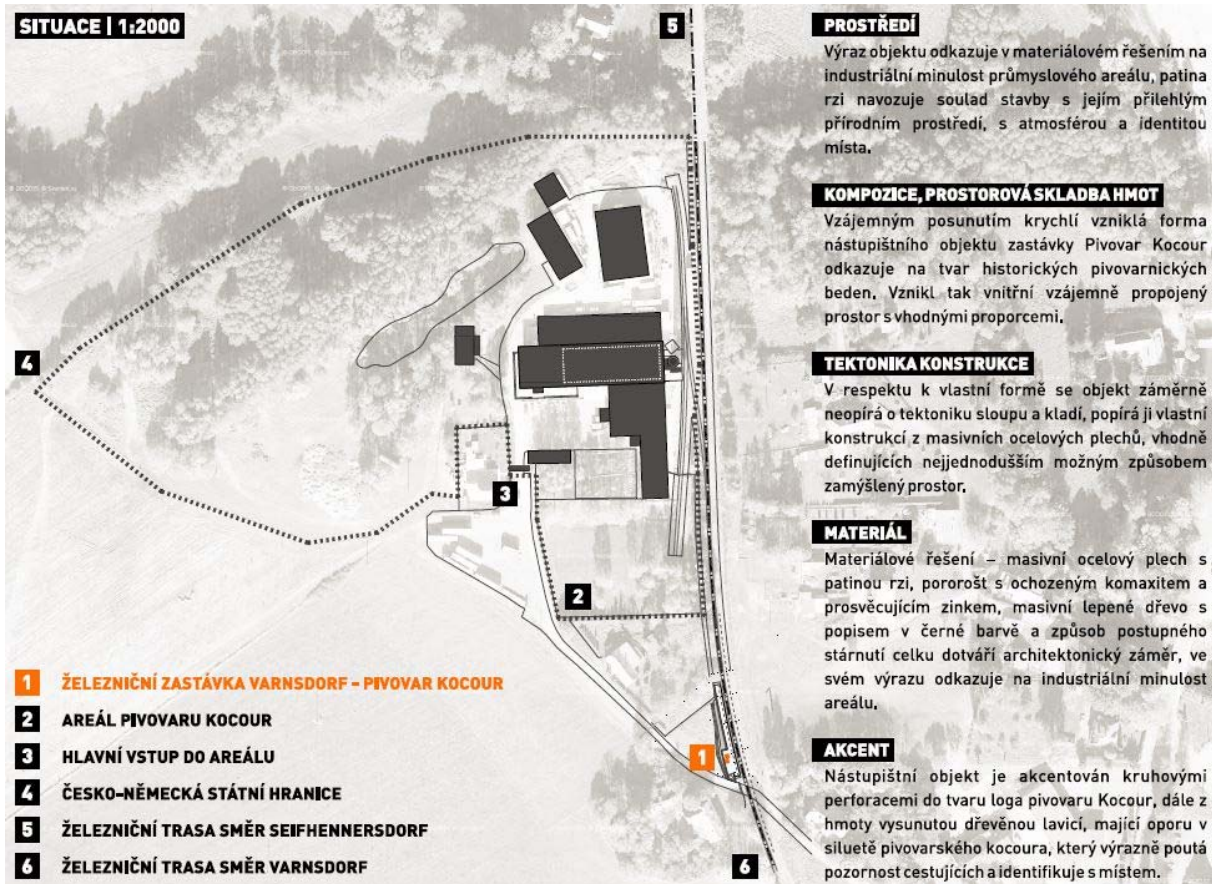 SITUACE | 1:2000
5
4
3
2
1
6
1 ŽELEZNIČNÍ ZASTÁVKA VARNSDORF - PIVOVAR KOCOUR
2 AREÁL PIVOVARU KOCOUR
3 HLAVNÍ VSTUP DO AREÁLU
4 ČESKO-NĚMECKÁ STÁTNÍ HRANICE
5 ŽELEZNIČNÍ TRASA SMĚR SEIFHENNERSDORF
6 ŽELEZNIČNÍ TRASA SMĚR VARNSDORF
PROSTŘEDÍ
Výraz objektu odkazuje v materiálovém řešením na
industriální minulost průmyslového areálu, patina
rzi navozuje soulad stavby s jejím přilehlým
přírodním prostředí, s atmosférou a identitou
místa.
KOMPOZICE, PROSTOROVÁ SKLADBA HMOT
Vzájemným posunutím krychlí vzniklá forma
nástupištního objektu zastávky Pivovar Kocour
odkazuje na tvar historických pivovarnických
beden. Vznikl tak vnitřní vzájemně propojený
prostor s vhodnými proporcemi.
TEKTONIKA KONSTRUKCE
V respektu k vlastní formě se objekt záměrně
neopírá o tektoniku sloupu a kladí, popírá ji vlastní
konstrukcí z masivních ocelových plechů, vhodně
definujících nejjednodušším možným způsobem
zamýšlený prostor.
MATERIÁL
Materiálové řešení – masivní ocelový plech s
patinou rzi, pororošt s ochozeným komaxitem a
prosvěcujícím zinkem, masivní lepené dřevo s
popisem v černé barvě a způsob postupného
stárnutí celku dotváří architektonický záměr, ve
svém výrazu odkazuje na industriální minulost
areálu.
AKCENT
Nástupištní objekt je akcentován kruhovými
perforacemi do tvaru loga pivovaru Kocour, dále z
hmoty vysunutou dřevěnou lavicí, mající oporu v
siluetě pivovarského kocoura, který výrazně poutá
pozornost cestujících a identifikuje s místem.